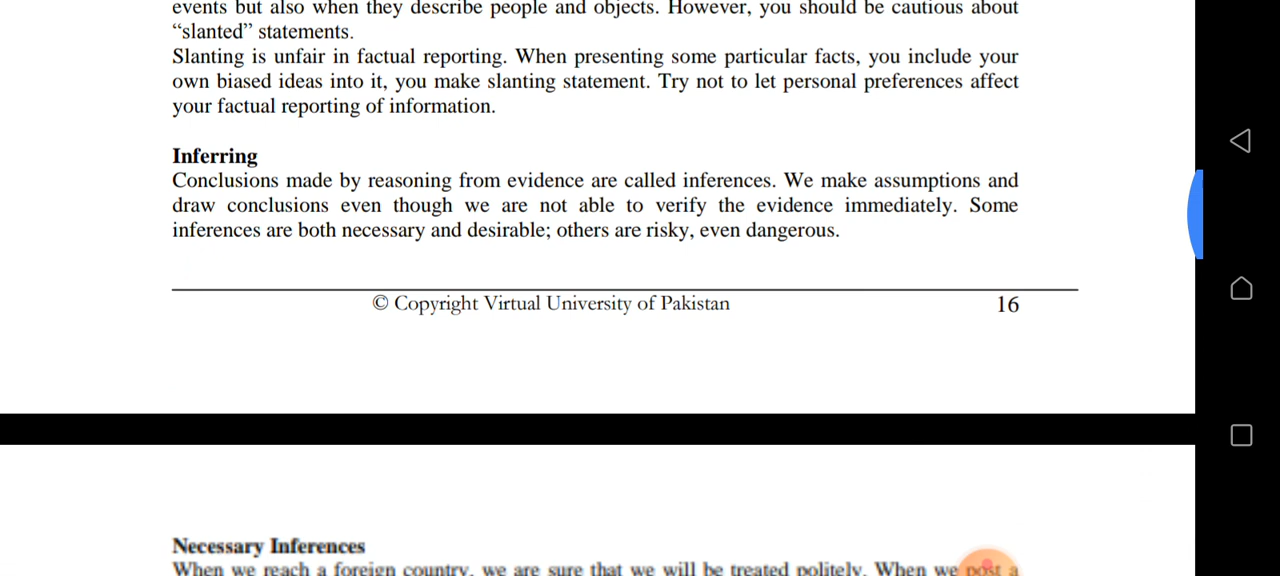 events but also when they describe people and objects. However, you should be cautious about
“slanted” statements.
Slanting is unfair in factual reporting. When presenting some particular facts, you include your
own biased ideas into it, you make slanting statement. Try not to let personal preferences affect
your factual reporting of information.
Inferring
Conclusions made by reasoning from evidence are called inferences. We make assumptions and
draw conclusions even though we are not able to verify the evidence immediately. Some
inferences are both necessary and desirable; others are risky, even dangerous.
© Copyright Virtual University of Pakistan 16
Necessary Inferences
When we reach a foreign country, we are sure that we will be treated politely. When we post a